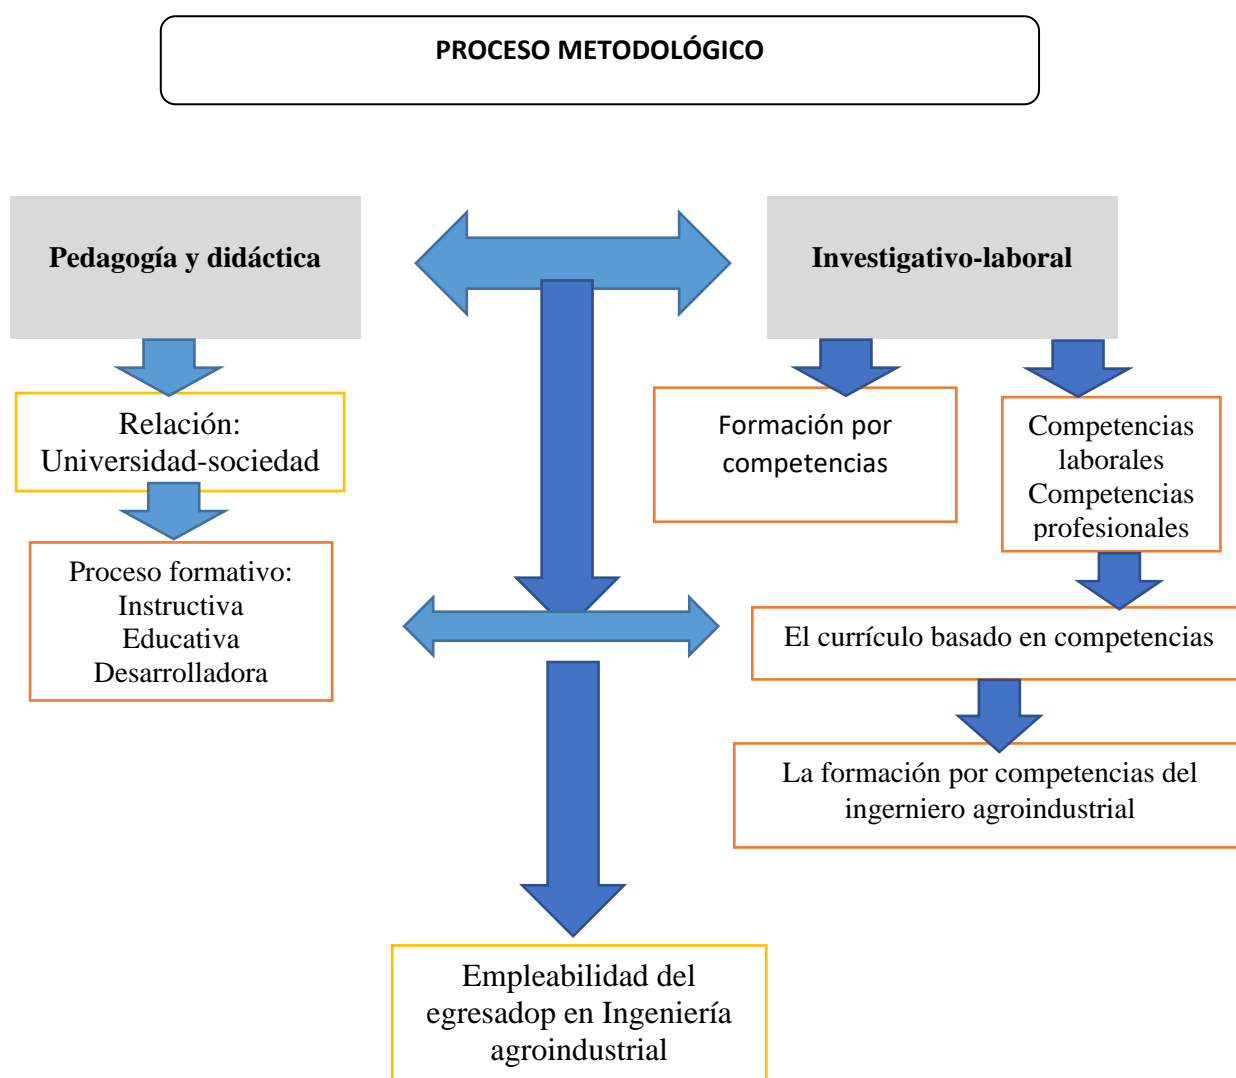 PROCESO METODOLÓGICO
Pedagogía y didáctica
Investigativo-laboral
Relación:
Universidad-sociedad
Formación por
competencias
Competencias
laborales
Competencias
profesionales
Proceso formativo:
Instructiva
Educativa
Desarrolladora
El currículo basado en competencias
La formación por competencias del
ingerniero agroindustrial
Empleabilidad del
egresadop en Ingeniería
agroindustrial